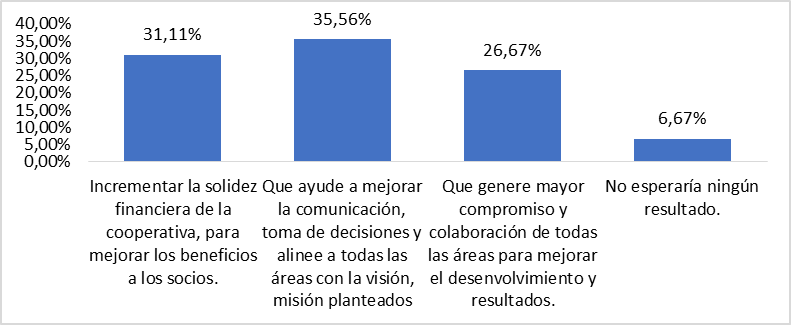 40,00%
35,00%
30,00%
25,00%
20,00%
15,00%
10,00%
5,00%
0,00%
31,11%
35,56%
26,67%
6,67%
Incrementar la solidez
financiera de la
cooperativa, para
mejorar los beneficios
a los socios.
Que ayude a mejorar
la comunicación,
toma de decisiones y
alinee a todas las
áreas con la visión,
misión planteados
Que genere mayor
compromiso y
colaboración de todas
las áreas para mejorar
el desenvolvimiento y
resultados.
No esperaría ningún
resultado.